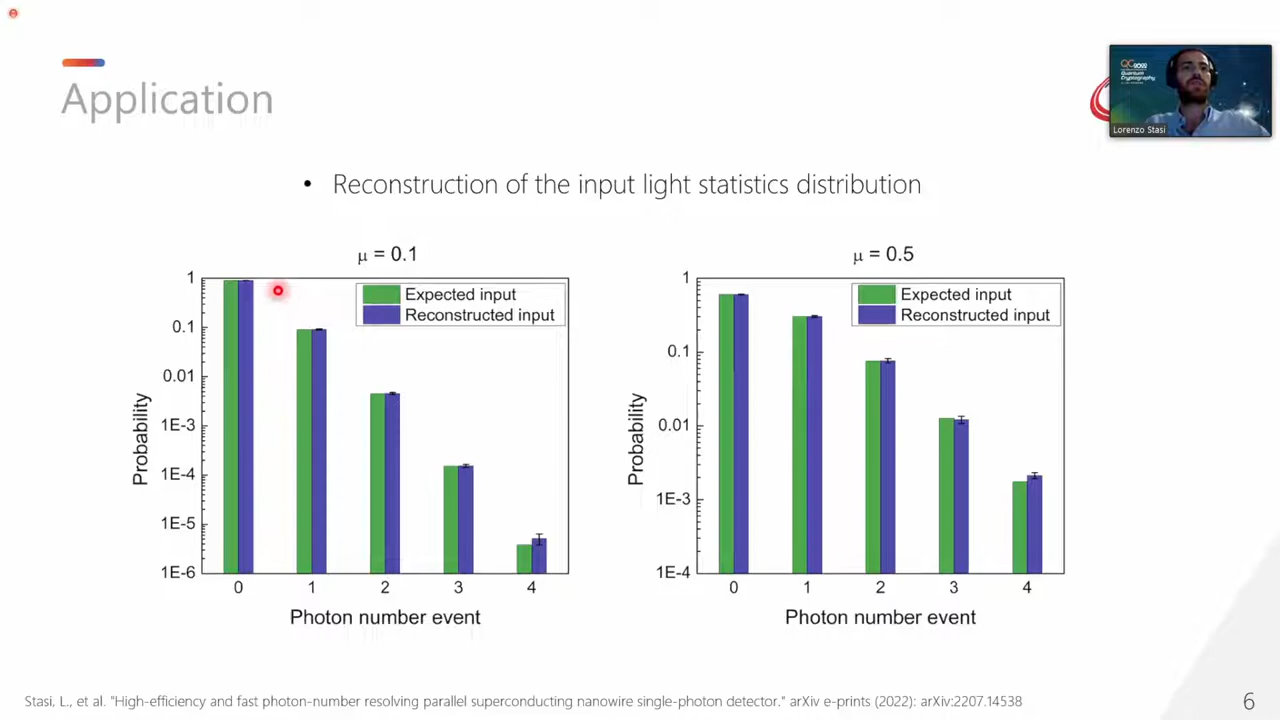 Application
QC 2022
Quantum
Cryptography
Lorenzo Stasi
• Reconstruction of the input light statistics distribution
μ = 0.1
1
0.1
0.01
1E-3
1E-4
1E-5
1E-6
Probability
Expected input
Reconstructed input
0 1 2 3 4
Photon number event
μ = 0.5
1
0.1
0.01
1E-3
1E-4
Probability
Expected input
Reconstructed input
0 1 2 3 4
Photon number event
Stasi, L., et al. "High-efficiency and fast photon-number resolving parallel superconducting nanowire single-photon detector." arXiv e-prints (2022): arXiv:2207.14538
6